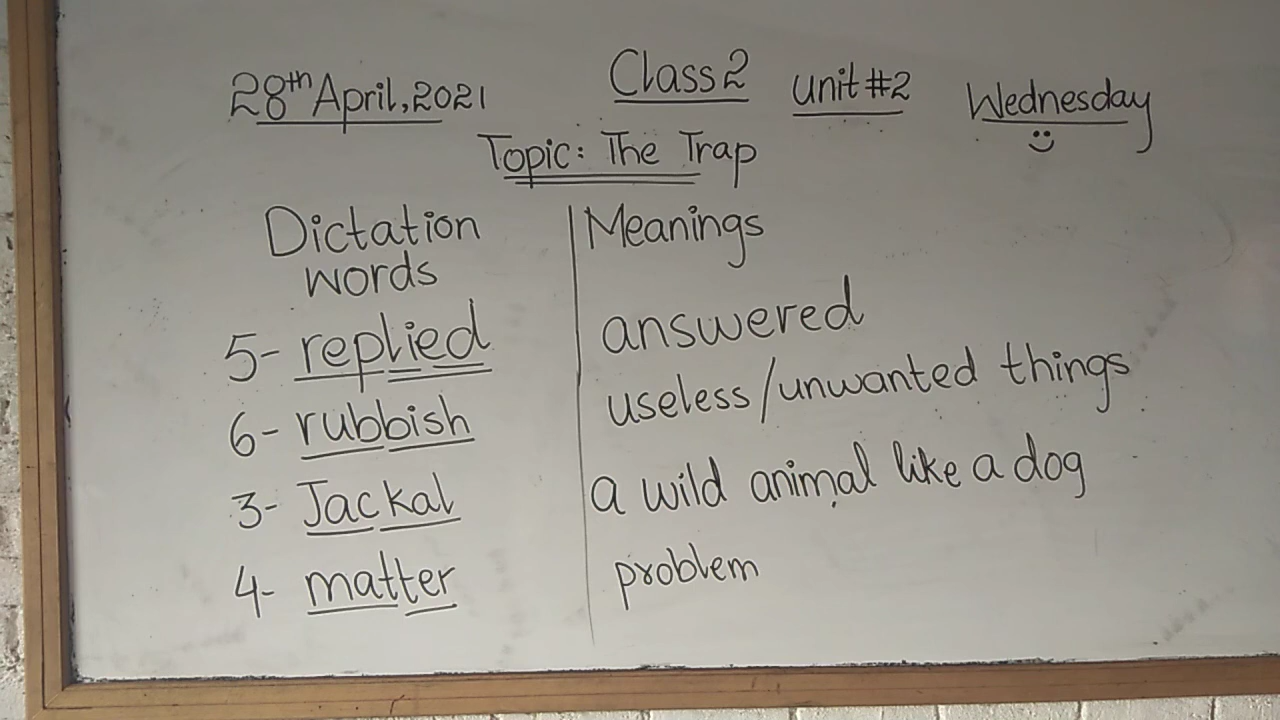 28th April, 2021 Class 2 Unit #2 Wednesday
Topic: The Trap
Dictation words | Meanings
5- replied answered
6- rubbish useless/unwanted things
3- Jackal a wild animal like a dog
4- matter problem